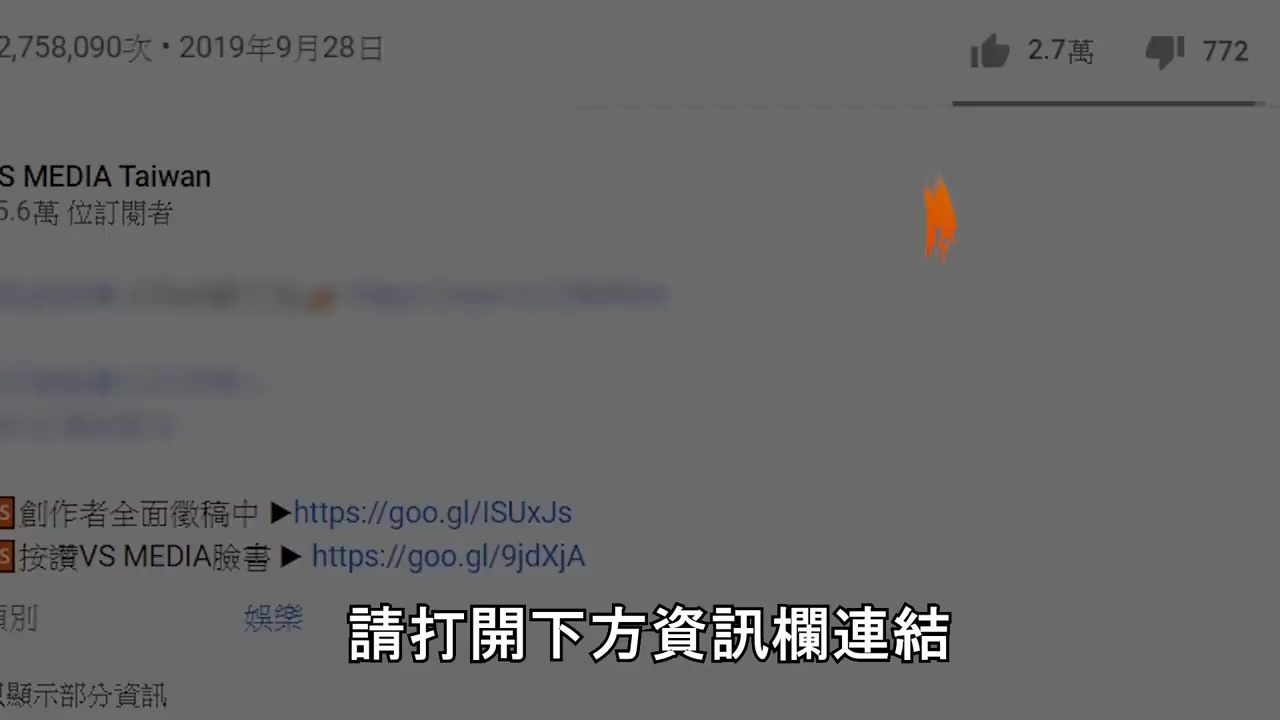 2,758,090次 • 2019年9月28日
2.7萬
772
S MEDIA Taiwan
5.6萬 位訂閱者
創作者全面徵稿中 ▶https://goo.gl/ISUxJs
按讚VS MEDIA臉書 ▶ https://goo.gl/9jdXjA
類別 娛樂
請打開下方資訊欄連結
只顯示部分資訊